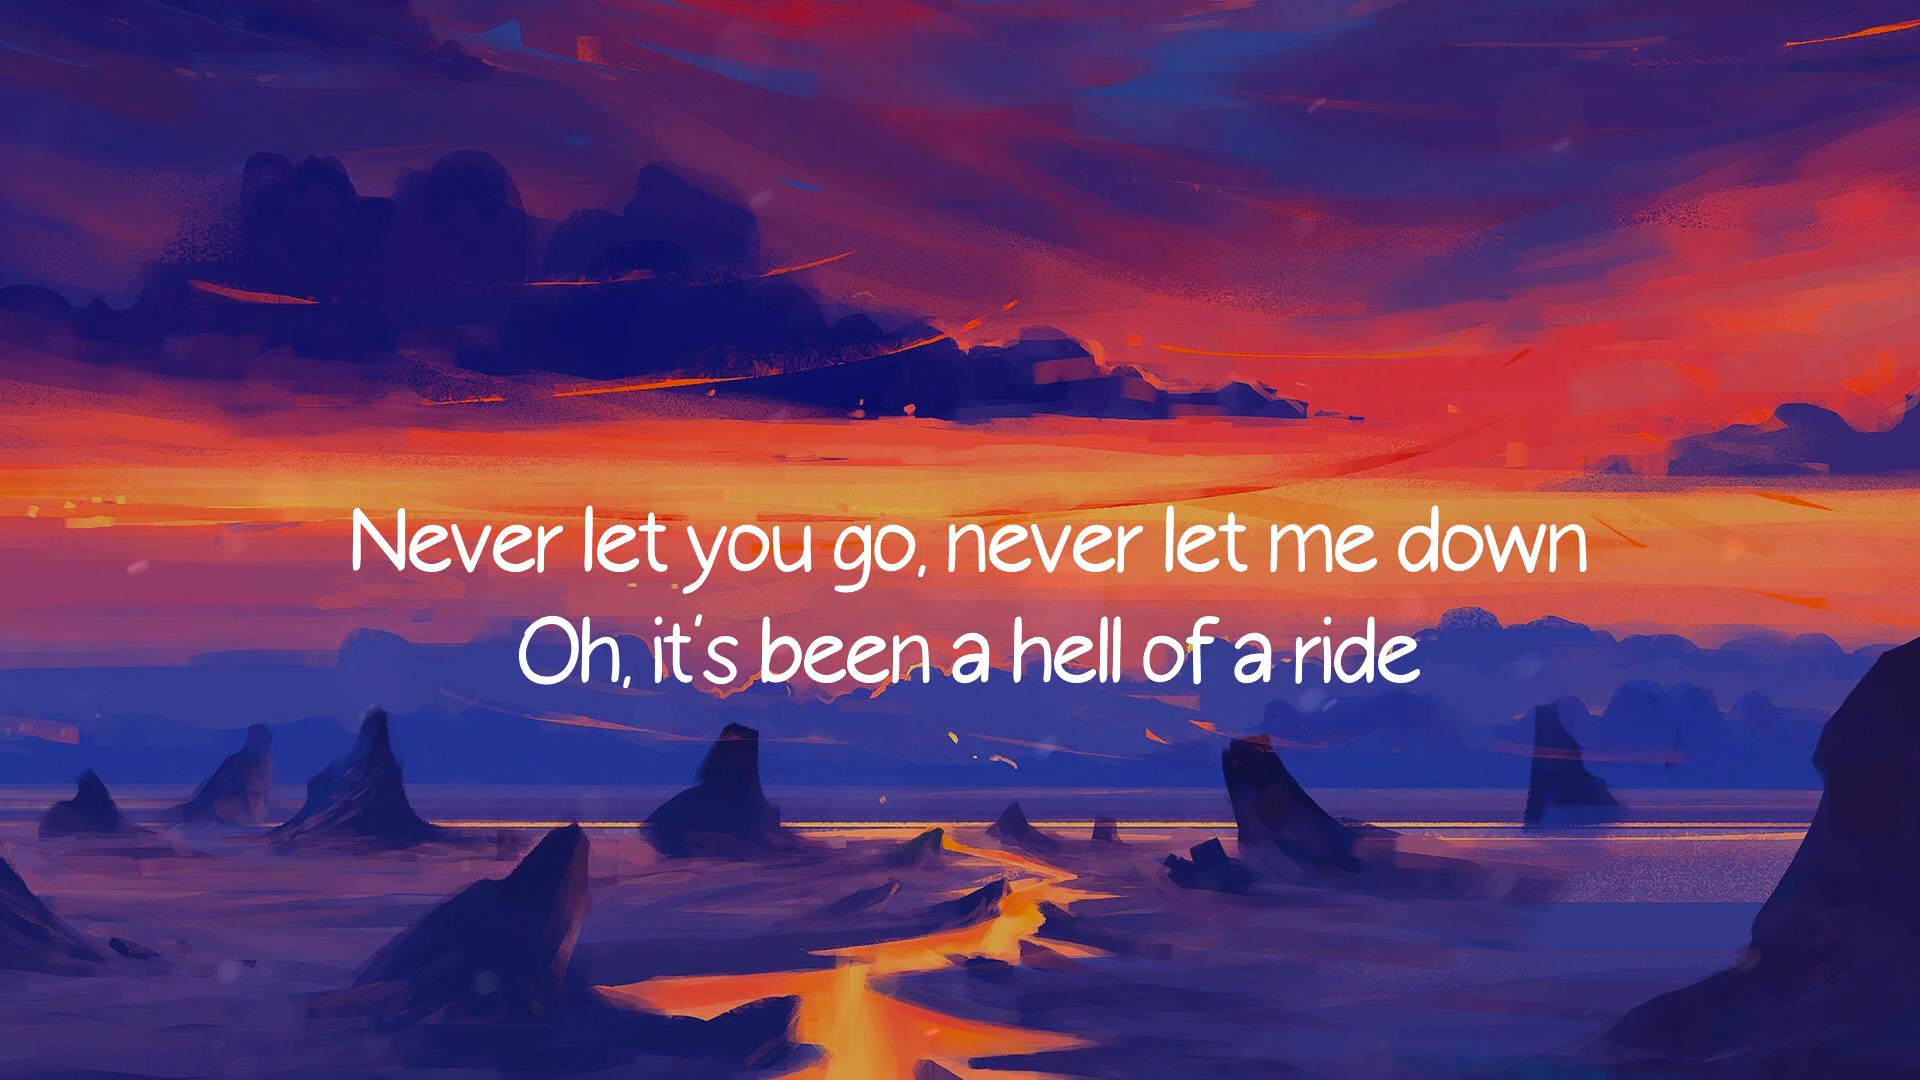 Never let you go, never let me down
Oh, it's been a hell of a ride